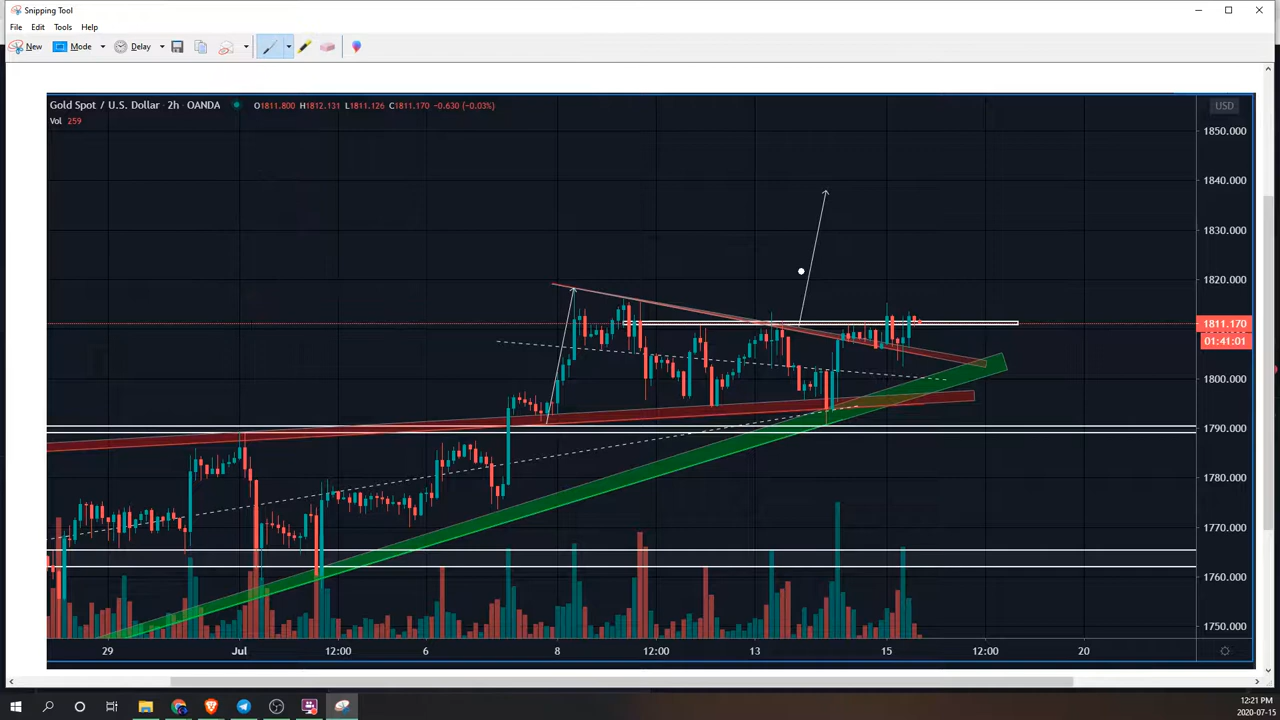 Snipping Tool
File Edit Tools Help
New Mode Delay
Gold Spot / U.S. Dollar 2h OANDA O1811.800 H1812.131 L1811.126 C1811.170 -0.630 (-0.03%) USD
Vol 259
1850.000
1840.000
1830.000
1820.000
1811.170
01:41:01
1800.000
1790.000
1780.000
1770.000
1760.000
1750.000
29 Jul 12:00 6 8 12:00 13 15 12:00 20
12:21 PM
2020-07-15